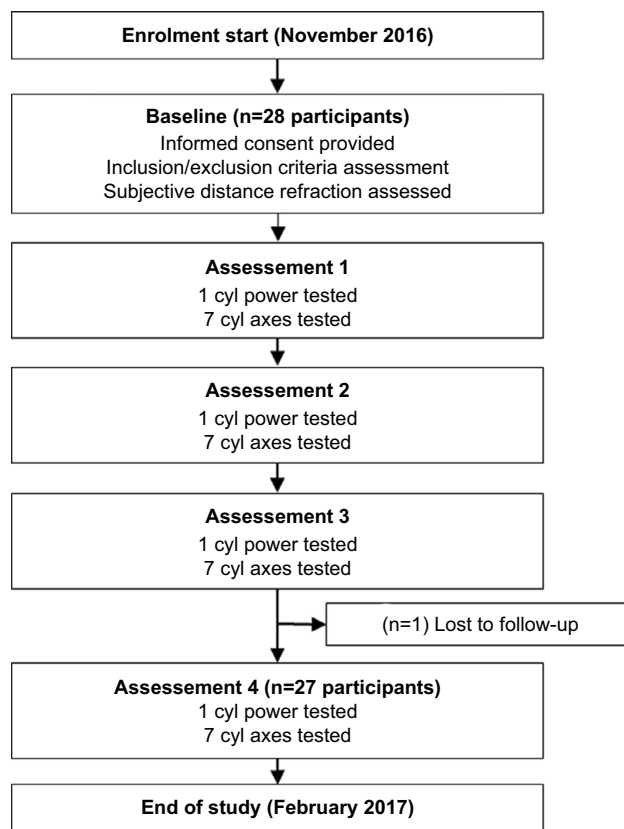 Enrolment start (November 2016)
Baseline (n=28 participants)
Informed consent provided
Inclusion/exclusion criteria assessment
Subjective distance refraction assessed
Assessement 1
1 cyl power tested
7 cyl axes tested
Assessement 2
1 cyl power tested
7 cyl axes tested
Assessement 3
1 cyl power tested
7 cyl axes tested
(n=1) Lost to follow-up
Assessement 4 (n=27 participants)
1 cyl power tested
7 cyl axes tested
End of study (February 2017)